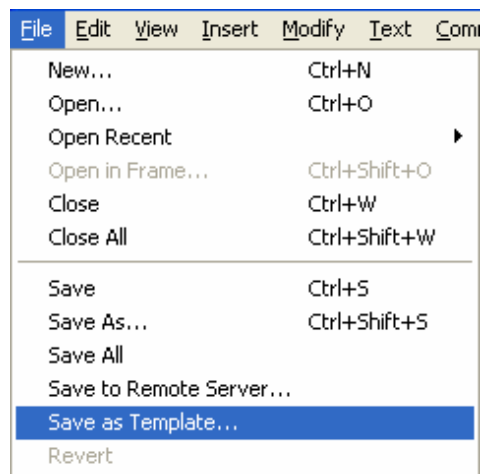 File Edit View Insert Modify Text
New... Ctrl+N
Open... Ctrl+O
Open Recent
Open in Frame... Ctrl+Shift+O
Close Ctrl+W
Close All Ctrl+Shift+W
Save Ctrl+S
Save As... Ctrl+Shift+S
Save All
Save to Remote Server...
Save as Template...
Revert